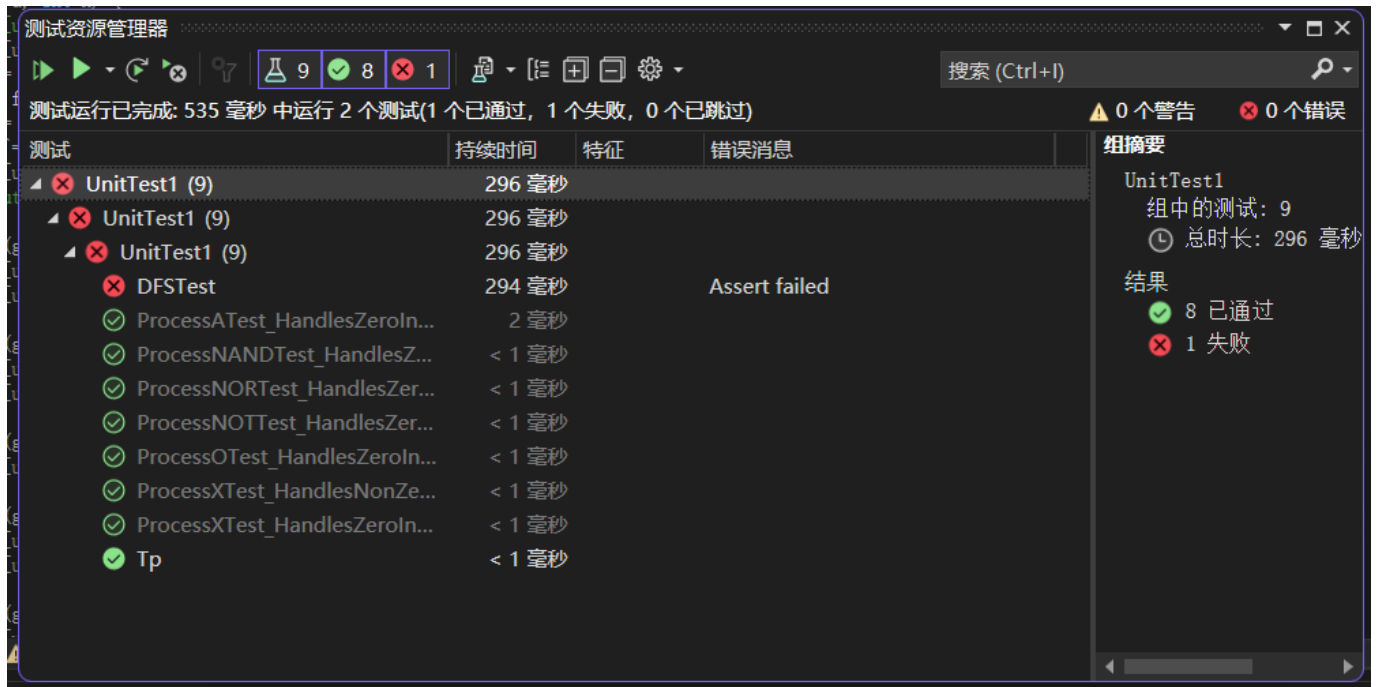 测试资源管理器
9 8 1 搜索 (Ctrl+I)
测试运行已完成: 535 毫秒 中运行 2 个测试(1 个已通过，1 个失败，0 个已跳过) 0 个警告 0 个错误
测试 持续时间 特征 错误消息
UnitTest1 (9) 296 毫秒
UnitTest1 (9) 296 毫秒
UnitTest1 (9) 296 毫秒
DFSTest 294 毫秒 Assert failed
ProcessATest_HandlesZeroIn... 2 毫秒
ProcessNANDTest_HandlesZ... < 1 毫秒
ProcessNORTest_HandlesZer... < 1 毫秒
ProcessNOTTest_HandlesZer... < 1 毫秒
ProcessOTest_HandlesZeroIn... < 1 毫秒
ProcessXTest_HandlesNonZe... < 1 毫秒
ProcessXTest_HandlesZeroIn... < 1 毫秒
Tp < 1 毫秒
组摘要
UnitTest1
组中的测试: 9
总时长: 296 毫秒
结果
8 已通过
1 失败